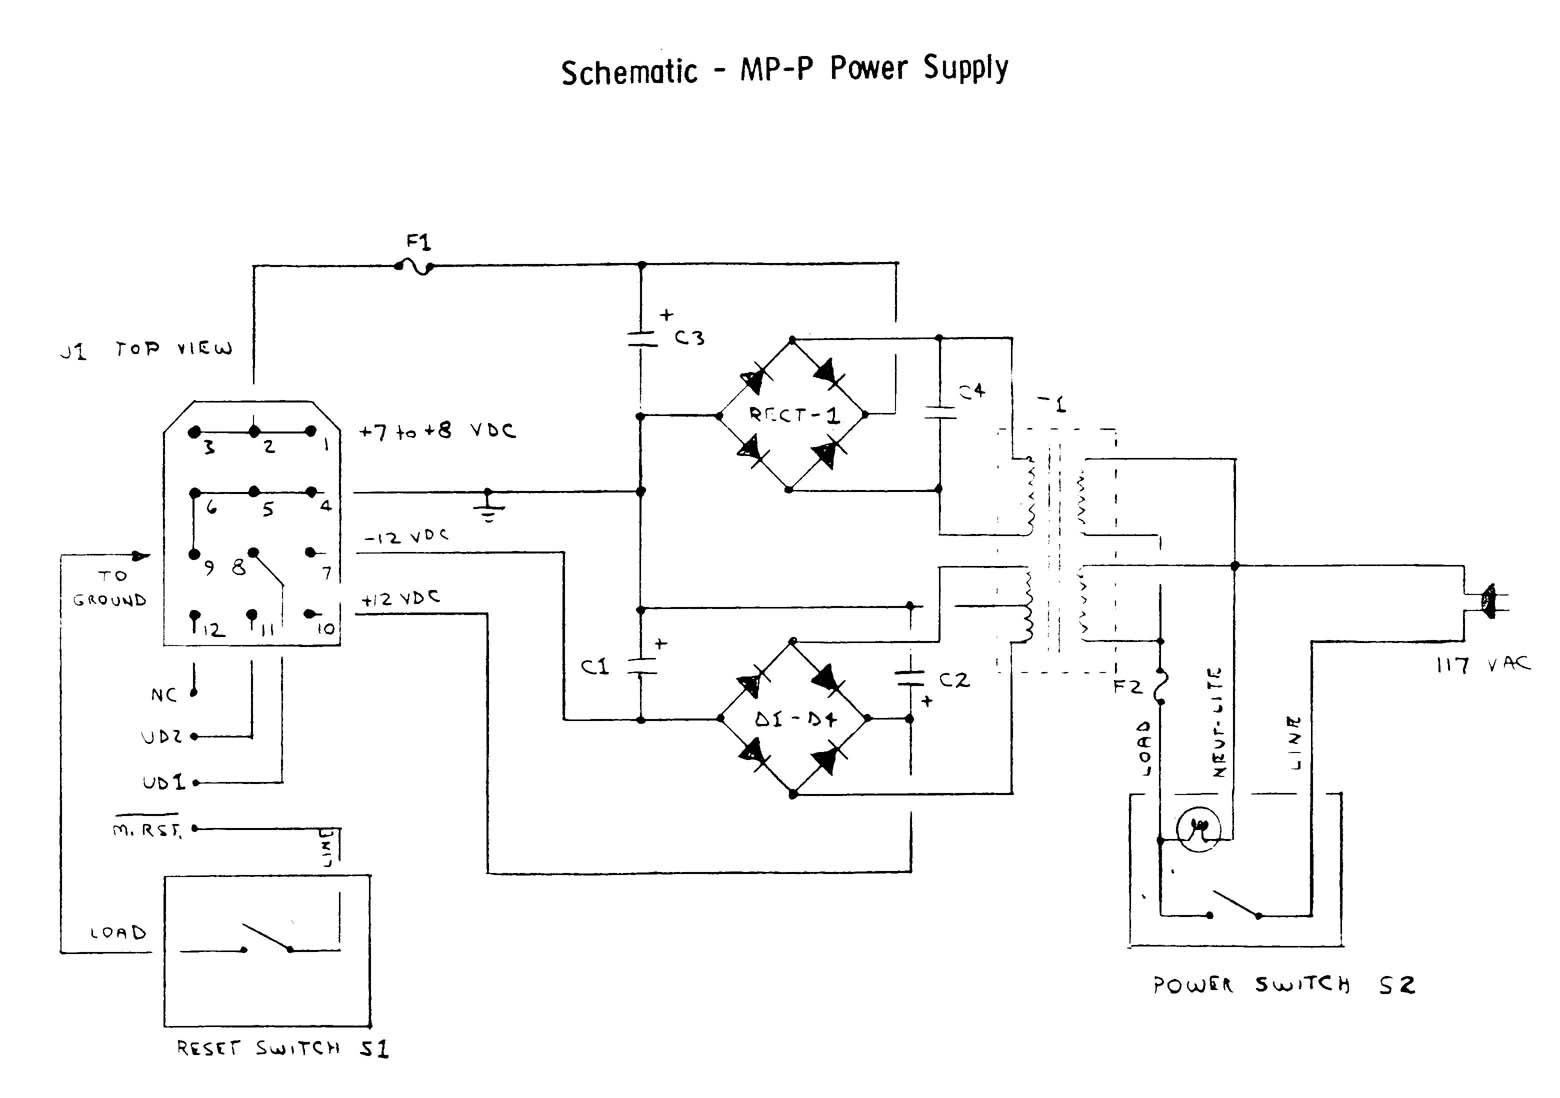 Schematic - MP-P Power Supply
F1
J1 TOP VIEW
+
C3
C4
RECT-1
-1
3 2 1
+7 to +8 VDC
6 5 4
-12 VDC
9 8 7
TO
GROUND
+12 VDC
12 11 10
+
C1
C2
+
D1-D4
F2
117 VAC
NC
UD2
UD1
M. RST.
LINE
LOAD
NEUT-LITE
LINE
LOAD
POWER SWITCH S2
RESET SWITCH S1